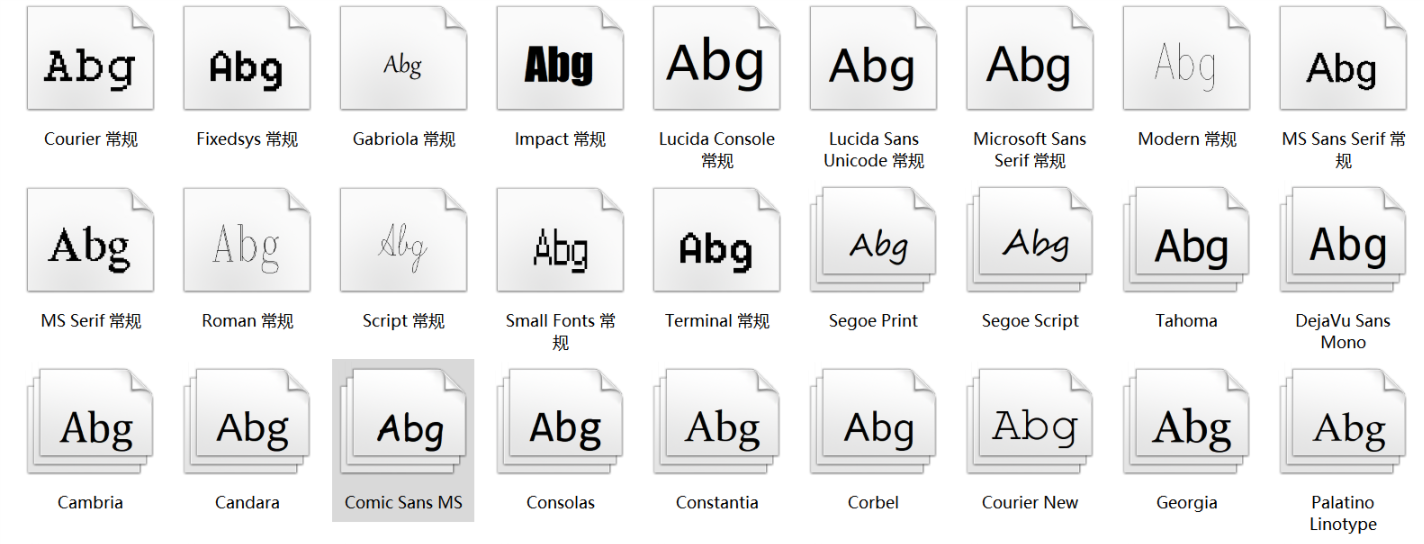 Abg Abg Abg Abg Abg Abg Abg Abg Abg
Courier 常规 Fixedsys 常规 Gabriola 常规 Impact 常规 Lucida Console 常规 Lucida Sans Unicode 常规 Microsoft Sans Serif 常规 Modern 常规 MS Sans Serif 常规
Abg Abg Abg Abg Abg Abg Abg Abg Abg
MS Serif 常规 Roman 常规 Script 常规 Small Fonts 常规 Terminal 常规 Segoe Print Segoe Script Tahoma DejaVu Sans Mono
Abg Abg Abg Abg Abg Abg Abg Abg Abg
Cambria Candara Comic Sans MS Consolas Constantia Corbel Courier New Georgia Palatino Linotype